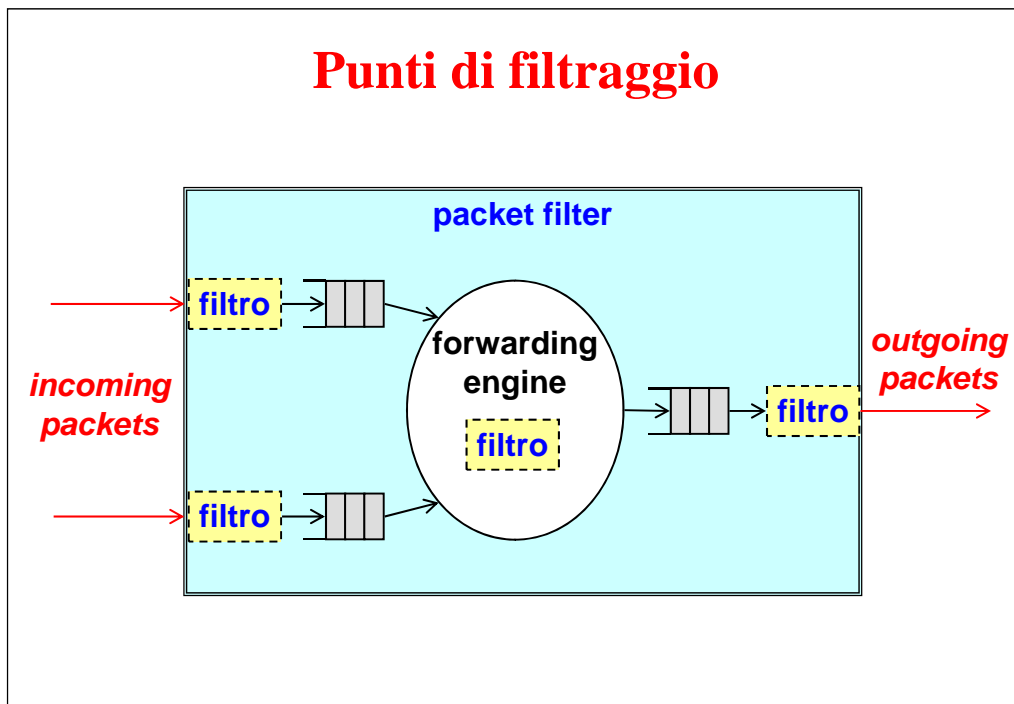 Punti di filtraggio
packet filter
filtro
incoming
packets
filtro
forwarding
engine
filtro
filtro
outgoing
packets